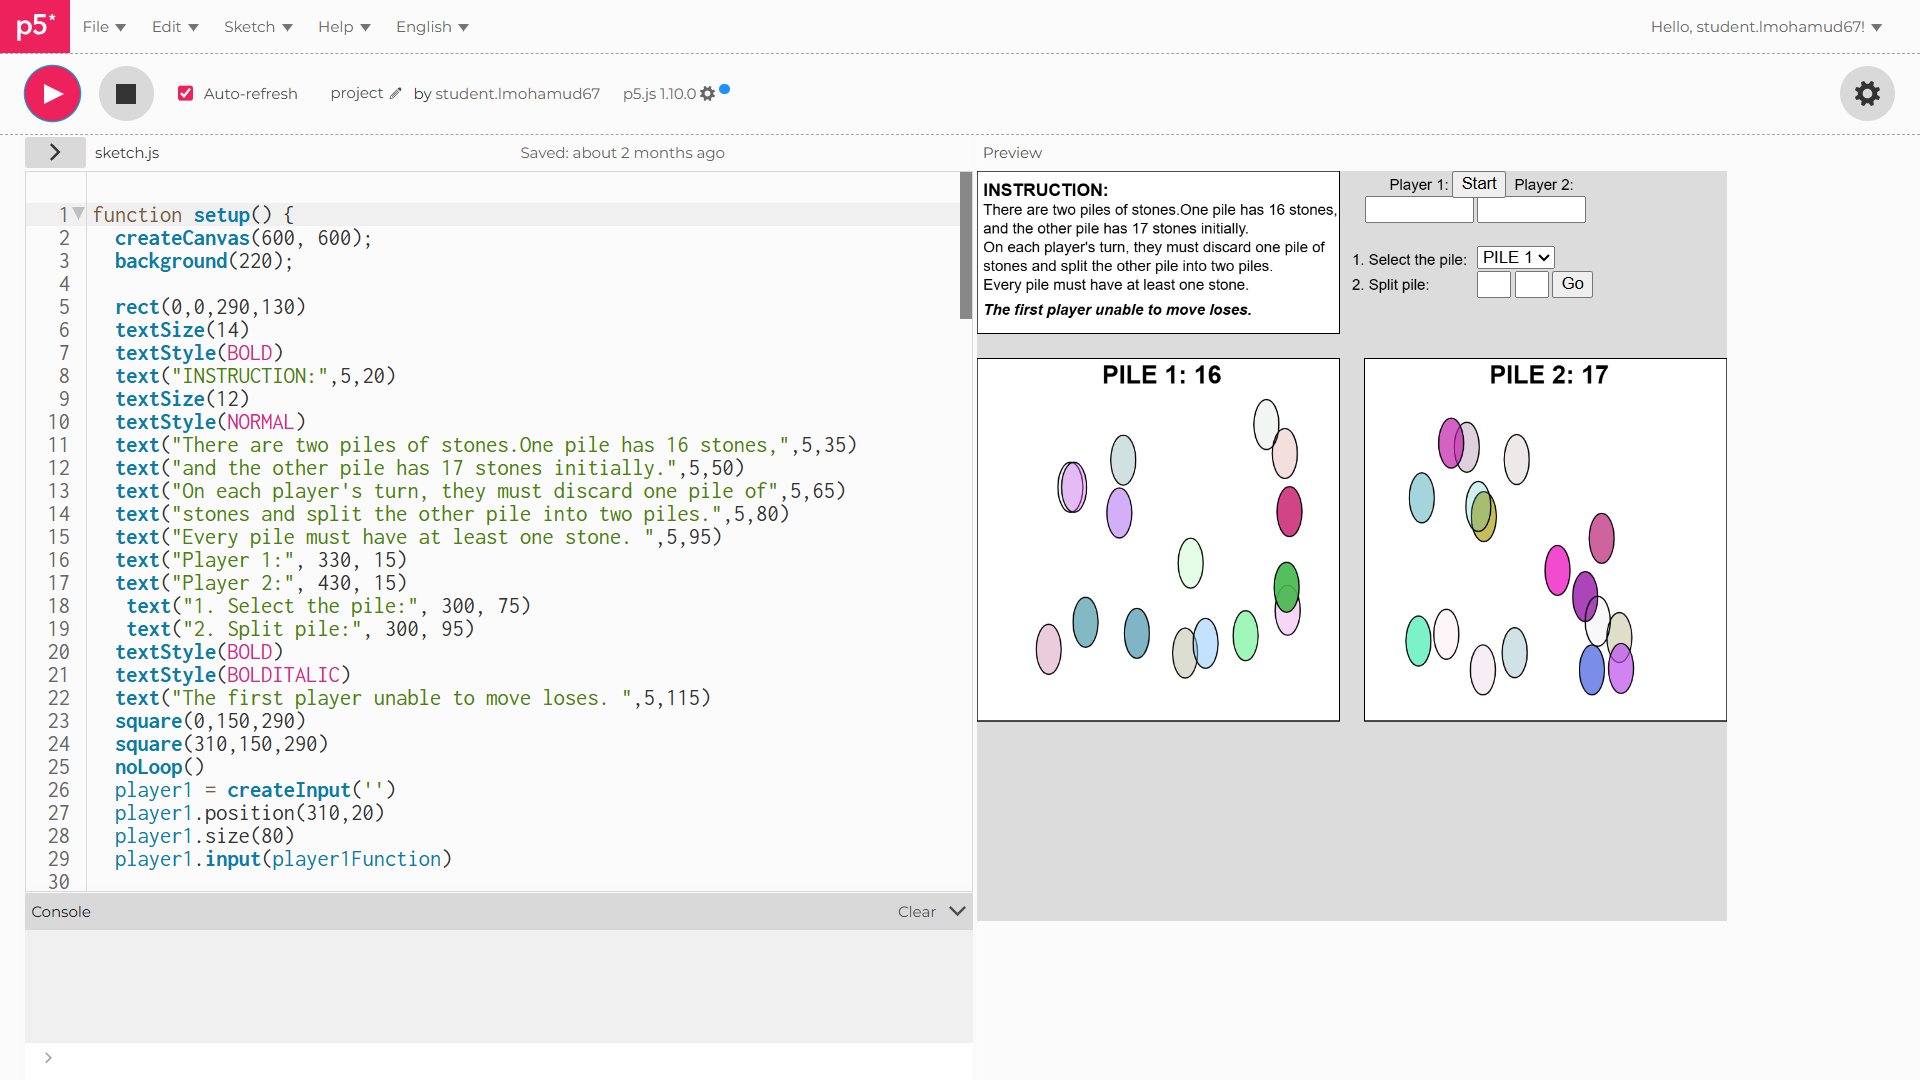 p5*
File
Edit
Sketch
Help
English
Hello, student.lmohamud67!
Auto-refresh
project
by student.lmohamud67
p5.js 1.10.0
sketch.js
Saved: about 2 months ago
Preview
1 function setup() {
2 createCanvas(600, 600);
3 background(220);
4
5 rect(0,0,290,130)
6 textSize(14)
7 textStyle(BOLD)
8 text("INSTRUCTION:",5,20)
9 textSize(12)
10 textStyle(NORMAL)
11 text("There are two piles of stones.One pile has 16 stones,",5,35)
12 text("and the other pile has 17 stones initially.",5,50)
13 text("On each player's turn, they must discard one pile of",5,65)
14 text("stones and split the other pile into two piles.",5,80)
15 text("Every pile must have at least one stone. ",5,95)
16 text("Player 1:", 330, 15)
17 text("Player 2:", 430, 15)
18 text("1. Select the pile:", 300, 75)
19 text("2. Split pile:", 300, 95)
20 textStyle(BOLD)
21 textStyle(BOLDITALIC)
22 text("The first player unable to move loses. ",5,115)
23 square(0,150,290)
24 square(310,150,290)
25 noLoop()
26 player1 = createInput('')
27 player1.position(310,20)
28 player1.size(80)
29 player1.input(player1Function)
30
Console
Clear
>
INSTRUCTION:
There are two piles of stones.One pile has 16 stones,
and the other pile has 17 stones initially.
On each player's turn, they must discard one pile of
stones and split the other pile into two piles.
Every pile must have at least one stone.
The first player unable to move loses.
Player 1:
Start
Player 2:
1. Select the pile:
PILE 1
2. Split pile:
Go
PILE 1: 16
PILE 2: 17